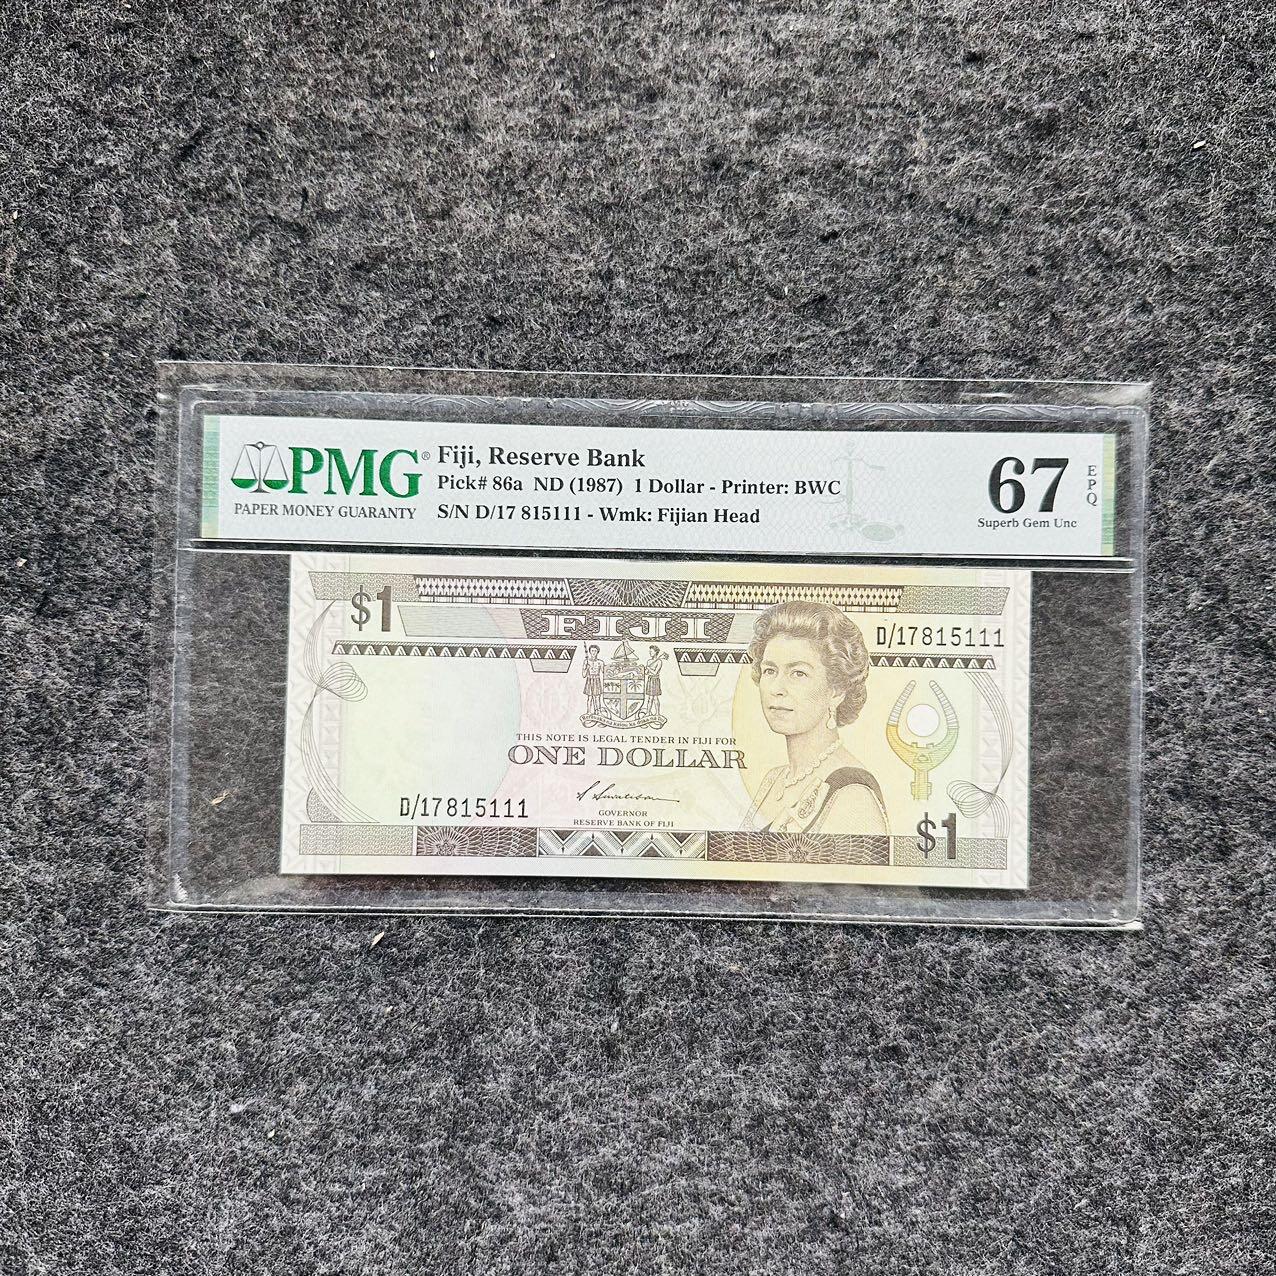 PMG®
PAPER MONEY GUARANTY
Fiji, Reserve Bank
Pick# 86a ND (1987) 1 Dollar - Printer: BWC
S/N D/17 815111 - Wmk: Fijian Head
67
EPQ
Superb Gem Unc
$1
FIJI
D/17815111
THIS NOTE IS LEGAL TENDER IN FIJI FOR
ONE DOLLAR
D/17815111
GOVERNOR
RESERVE BANK OF FIJI
$1